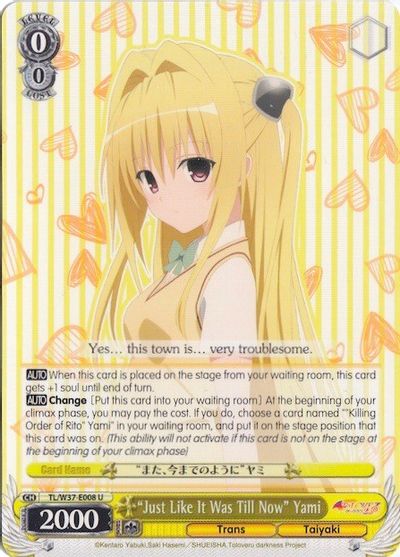 LEVEL
0
0
COST
Yes… this town is… very troublesome.
AUTO When this card is placed on the stage from your waiting room, this card
gets +1 soul until end of turn.
AUTO Change [Put this card into your waiting room] At the beginning of your
climax phase, you may pay the cost. If you do, choose a card named "“Killing
Order of Rito” Yami" in your waiting room, and put it on the stage position that
this card was on. (This ability will not activate if this card is not on the stage at
the beginning of your climax phase)
Card Name
“また、今までのように”ヤミ
CH TL/W37-E008 U
2000
“Just Like It Was Till Now” Yami
Trans
Taiyaki
©Kentaro Yabuki,Saki Hasemi／SHUEISHA,Toloveru darkness Project